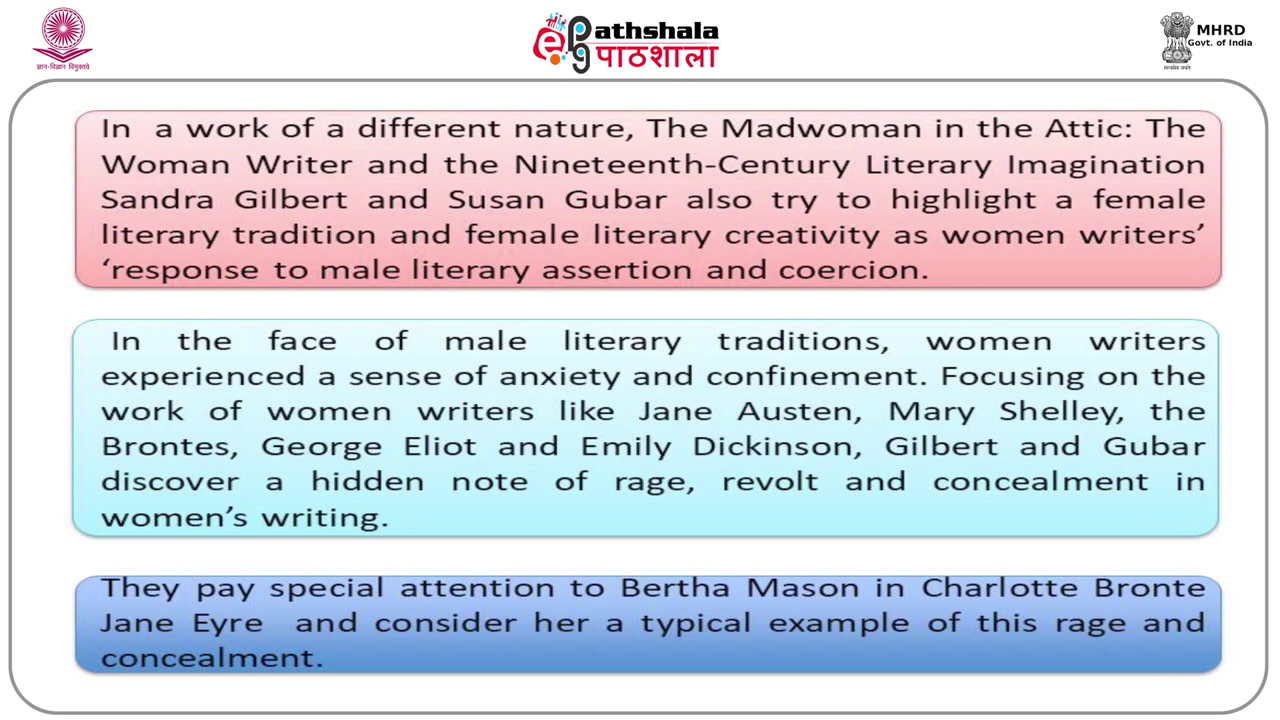 ज्ञान-विज्ञान विमुक्तये
epg athshala
पाठशाला
MHRD
Govt. of India
सत्यमेव जयते
In a work of a different nature, The Madwoman in the Attic: The
Woman Writer and the Nineteenth-Century Literary Imagination
Sandra Gilbert and Susan Gubar also try to highlight a female
literary tradition and female literary creativity as women writers’
‘response to male literary assertion and coercion.
In the face of male literary traditions, women writers
experienced a sense of anxiety and confinement. Focusing on the
work of women writers like Jane Austen, Mary Shelley, the
Brontes, George Eliot and Emily Dickinson, Gilbert and Gubar
discover a hidden note of rage, revolt and concealment in
women’s writing.
They pay special attention to Bertha Mason in Charlotte Bronte
Jane Eyre and consider her a typical example of this rage and
concealment.